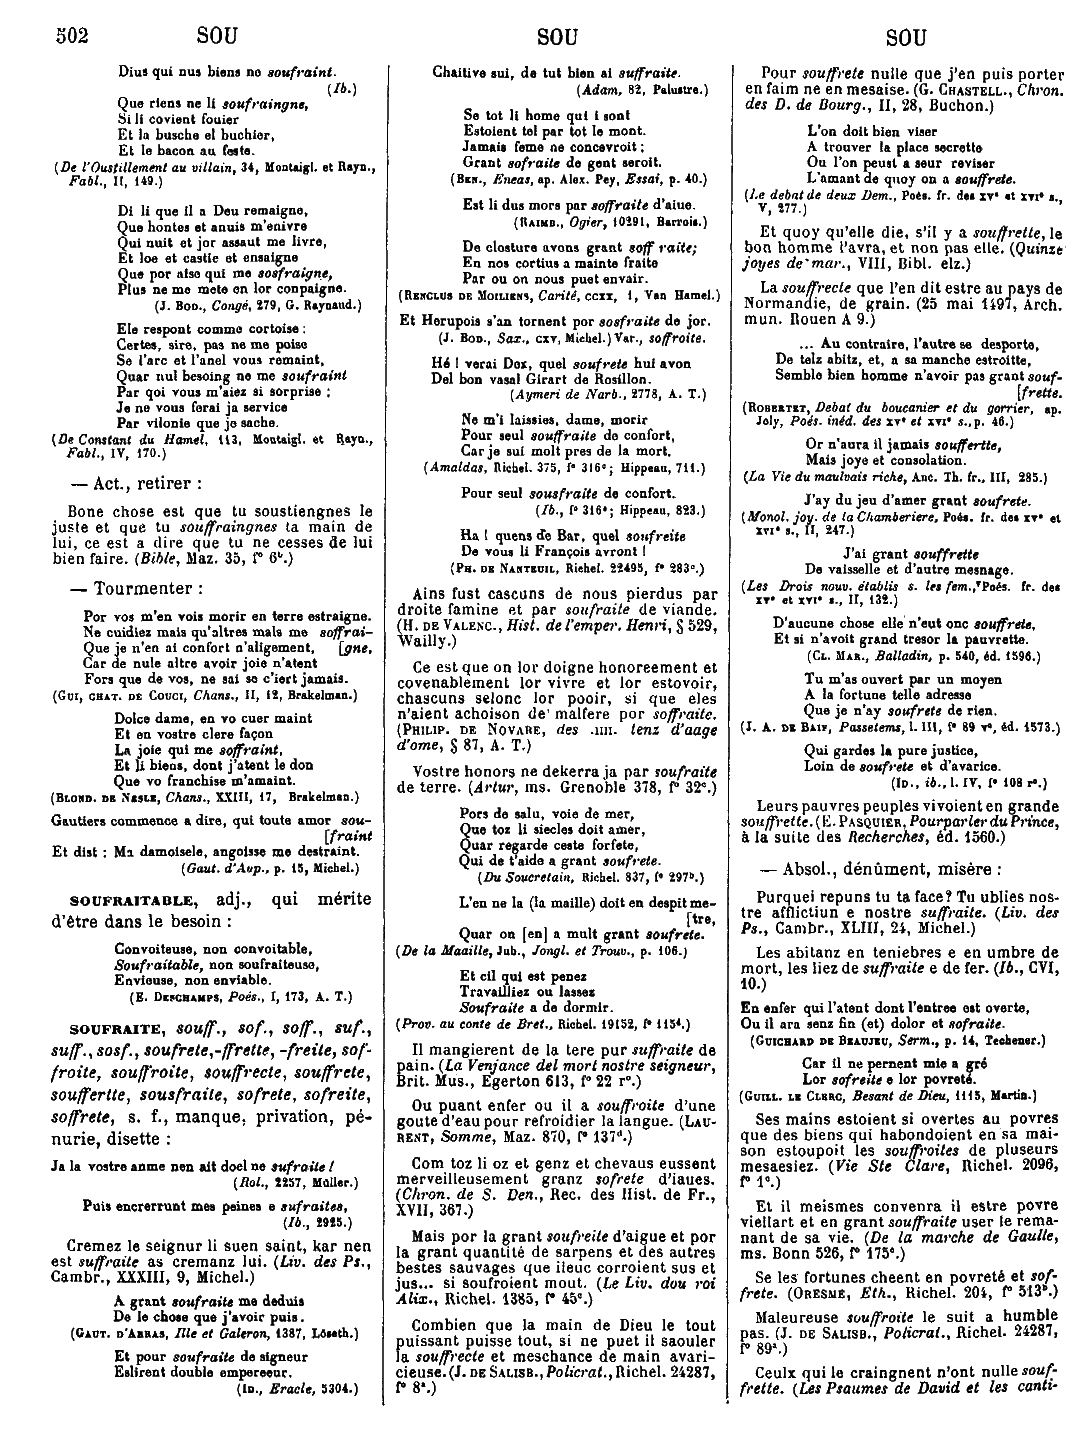 502 SOU SOU SOU
Dius qui nus biens no soufraint.
(Ib.)
Que riens ne li soufraingne,
Si li covient fouier
Et la busche el buchier,
Et le bacon au feste.
(De l'Oustillement au villain, 34, Montaigl. et Rayn.,
Fabl., II, 149.)
Di li que il a Deu remaigne,
Que hontes et anuis m'enivre
Qui nuit et jor assaut me livre,
Et loe et castie et ensaigne
Que por aiso qui me sosfraigne,
Plus ne me mete en lor conpaigne.
(J. BOD., Congé, 279, G. Raynaud.)
Ele respont comme cortoise :
Certes, sire, pas ne me poise
Se l'arc et l'anel vous remaint,
Quar nul besoing ne me soufraint
Par qoi vous m'aiez si sorprise :
Je ne vous ferai ja service
Par vilonie que je sache.
(De Constant du Hamel, 113, Montaigl. et Rayn.,
Fabl., IV, 170.)
— Act., retirer :
Bone chose est que tu soustiengnes le
juste et que tu souffraingnes ta main de
lui, ce est a dire que tu ne cesses de lui
bien faire. (Bible, Maz. 35, f° 6ᵇ.)
— Tourmenter :
Por vos m'en vois morir en terre estraigne.
Ne cuidiez mais qu'altres mals me soffrai-
Que je n'en ai confort n'aligement, [gne,
Car de nule altre avoir joie n'atent
Fors que de vos, ne sai se c'iert jamais.
(GUI, CHAT. DE COUCI, Chans., II, 12, Brakelman.)
Dolce dame, en vo cuer maint
Et en vostre clere façon
La joie qui me soffraint,
Et li biens, dont j'atent le don
Que vo franchise m'amaint.
(BLOND. DE NESLE, Chans., XXIII, 17, Brakelman.)
Gautiers commence a dire, qui toute amor sou-
[fraint
Et dist : Ma damoisele, angoisse me destraint.
(Gaut. d'Aup., p. 15, Michel.)
SOUFRAITABLE, adj., qui mérite
d'être dans le besoin :
Convoiteuse, non convoitable,
Soufraitable, non soufraiteuse,
Envieuse, non enviable.
(E. DESCHAMPS, Poés., I, 173, A. T.)
SOUFRAITE, souff., sof., soff., suf.,
suff., sosf., soufrete,-ffrette, -freite, sof-
froite, souffroite, souffrecte, souffrete,
souffertte, sousfraite, sofrete, sofreite,
soffrete, s. f., manque, privation, pé-
nurie, disette :
Ja la vostre anme nen ait doel ne sufraite !
(Rol., 2257, Müller.)
Puis encrerrunt mes peines e sufraites,
(Ib., 2925.)
Cremez le seignur li suen saint, kar nen
est suffraite as cremanz lui. (Liv. des Ps.,
Cambr., XXXIII, 9, Michel.)
A grant soufraite me deduis
De le chose que j'avoir puis.
(GAUT. D'ARRAS, Ille et Galeron, 1387, Löseth.)
Et pour soufraite de signeur
Eslirent double empereeur.
(ID., Eracle, 5304.)
Chaitive sui, de tut bien ai suffraite.
(Adam, 82, Palustre.)
Se tot li home qui i sont
Estoient tel par tot le mont.
Jamais feme ne concevroit ;
Grant sofraite de gent seroit.
(BEN., Eneas, ap. Alex. Pey, Essai, p. 40.)
Est li dus mors par soffraite d'aiue.
(RAIMB., Ogier, 10291, Barrois.)
De closture avons grant soffraite;
En nos cortius a mainte fraite
Par ou on nous puet envair.
(RENCLUS DE MOILIENS, Carité, CCXX, 1, Van Hamel.)
Et Herupois s'an tornent por sosfraite de jor.
(J. BOD., Sax., CXV, Michel.) Var., soffroite.
Hé ! verai Dox, quel soufrete hui avon
Del bon vasal Girart de Rosillon.
(Aymeri de Narb., 2778, A. T.)
Ne m'i laissies, dame, morir
Pour seul souffraite de confort,
Car je sui molt pres de la mort.
(Amaldas, Richel. 375, f° 316ᵉ; Hippeau, 711.)
Pour seul sousfraite de confort.
(Ib., f° 316ᵉ; Hippeau, 823.)
Ha ! quens de Bar, quel soufreite
De vous li François avront !
(PH. DE NANTEUIL, Richel. 22495, f° 283ᶜ.)
Ains fust cascuns de nous pierdus par
droite famine et par soufraite de viande.
(H. DE VALENC., Hist. de l'emper. Henri, § 529,
Wailly.)
Ce est que on lor doigne honoreement et
covenablement lor vivre et lor estovoir,
chascuns selonc lor pooir, si que eles
n'aient achoison de malfere por soffraite.
(PHILIP. DE NOVARE, des .IIII. tenz d'aage
d'ome, § 87, A. T.)
Vostre honors ne dekerra ja par soufraite
de terre. (Artur, ms. Grenoble 378, f° 32ᶜ.)
Pors de salu, voie de mer,
Que toz li siecles doit amer,
Quar regarde ceste forfete,
Qui de t'aide a grant soufrete.
(Du Soucretain, Richel. 837, f° 297ᵇ.)
L'en ne la (la maille) doit en despit me-
[tre,
Quar on [en] a mult grant soufrete.
(De la Maaille, Jub., Jongl. et Trouv., p. 106.)
Et cil qui est penez
Travailliez ou lassez
Soufraite a de dormir.
(Prov. au conte de Bret., Richel. 19152, f° 115ᵈ.)
Il mangierent de la tere pur suffraite de
pain. (La Venjance del mort nostre seigneur,
Brit. Mus., Egerton 613, f° 22 r°.)
Ou puant enfer ou il a souffroite d'une
goute d'eau pour refroidier la langue. (LAU-
RENT, Somme, Maz. 870, f° 137ᵈ.)
Com toz li oz et genz et chevaus eussent
merveilleusement granz sofrete d'iaues.
(Chron. de S. Den., Rec. des Hist. de Fr.,
XVII, 367.)
Mais por la grant soufreite d'aigue et por
la grant quantité de sarpens et des autres
bestes sauvages que ileuc corroient sus et
jus... si soufroient mout. (Le Liv. dou roi
Alix., Richel. 1385, f° 45ᶜ.)
Combien que la main de Dieu le tout
puissant puisse tout, si ne puet il saouler
la souffrecte et meschance de main avari-
cieuse. (J. DE SALISB., Policrat., Richel. 24287,
f° 8ᵃ.)
Pour souffrete nulle que j'en puis porter
en faim ne en mesaise. (G. CHASTELL., Chron.
des D. de Bourg., II, 28, Buchon.)
L'on doit bien viser
A trouver la place secrette
Ou l'on peust a seur reviser
L'amant de quoy on a souffrete.
(Le debat de deux Dem., Poés. fr. des XVᵉ et XVIᵉ s.,
V, 277.)
Et quoy qu'elle die, s'il y a souffrette, le
bon homme l'avra, et non pas elle. (Quinze
joyes de mar., VIII, Bibl. elz.)
La souffrecte que l'en dit estre au pays de
Normandie, de grain. (25 mai 1497, Arch.
mun. Rouen A 9.)
... Au contraire, l'autre se desporte,
De telz abitz, et, a sa manche estroitte,
Semble bien homme n'avoir pas grant souf-
[frette.
(ROBERTET, Debat du boucanier et du gorrier, ap.
Joly, Poés. inéd. des XVᵉ et XVIᵉ s., p. 46.)
Or n'aura il jamais souffertte,
Mais joye et consolation.
(La Vie du maulvais riche, Anc. Th. fr., III, 285.)
J'ay du jeu d'amer grant soufrete.
(Monol. joy. de la Chamberiere, Poés. fr. des XVᵉ et
XVIᵉ s., II, 247.)
J'ai grant souffrette
De vaisselle et d'autre mesnage.
(Les Drois nouv. établis s. les fem., Poés. fr. des
XVᵉ et XVIᵉ s., II, 132.)
D'aucune chose elle n'eut onc souffrete,
Et si n'avoit grand tresor la pauvrette.
(CL. MAR., Balladin, p. 540, éd. 1596.)
Tu m'as ouvert par un moyen
A la fortune telle adresse
Que je n'ay soufrete de rien.
(J. A. DE BAIF, Passetems, l. III, f° 89 v°, éd. 1573.)
Qui gardes la pure justice,
Loin de soufrete et d'avarice.
(ID., ib., l. IV, f° 108 r°.)
Leurs pauvres peuples vivoient en grande
souffrette. (E. PASQUIER, Pourparler du Prince,
à la suite des Recherches, éd. 1560.)
— Absol., dénûment, misère :
Purquei repuns tu ta face? Tu ublies nos-
tre afflictiun e nostre suffraite. (Liv. des
Ps., Cambr., XLIII, 24, Michel.)
Les abitanz en teniebres e en umbre de
mort, les liez de suffraite e de fer. (Ib., CVI,
10.)
En enfer qui l'atent dont l'entree est overte,
Ou il ara senz fin (et) dolor et sofraite.
(GUICHARD DE BEAUJEU, Serm., p. 14, Techener.)
Car il ne pernent mie a gré
Lor sofreite e lor povreté.
(GUILL. LE CLERC, Besant de Dieu, 1115, Martin.)
Ses mains estoient si overtes au povres
que des biens qui habondoient en sa mai-
son estoupoit les souffroites de pluseurs
mesaesiez. (Vie Ste Clare, Richel. 2096,
f° 1ᶜ.)
Et il meismes convenra il estre povre
viellart et en grant souffraite user le rema-
nant de sa vie. (De la marche de Gaulle,
ms. Bonn 526, f° 175ᵉ.)
Se les fortunes cheent en povreté et sof-
frete. (ORESME, Eth., Richel. 204, f° 513ᵇ.)
Maleureuse souffroite le suit a humble
pas. (J. DE SALISB., Policrat., Richel. 24287,
f° 89ᵃ.)
Ceulx qui le craingnent n'ont nulle souf-
frette. (Les Psaumes de David et les canti-